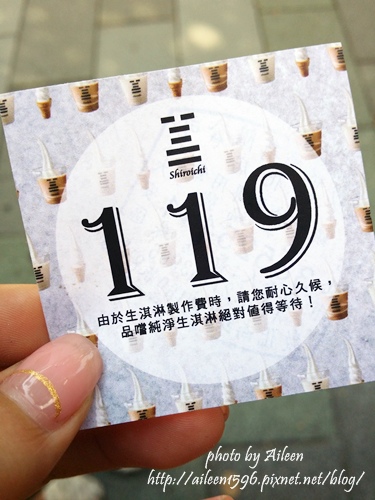 Shiroichi
119
由於生淇淋製作費時，請您耐心久候，
品嚐純淨生淇淋絕對值得等待！
photo by Aileen
http://aileen1596.pixnet.net/blog/